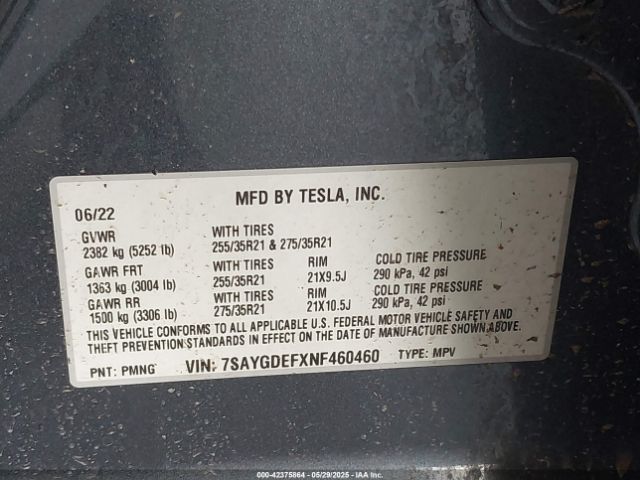 MFD BY TESLA, INC.
06/22
GVWR WITH TIRES
2382 kg (5252 lb) 255/35R21 & 275/35R21
GAWR FRT WITH TIRES RIM COLD TIRE PRESSURE
1363 kg (3004 lb) 255/35R21 21X9.5J 290 kPa, 42 psi
GAWR RR WITH TIRES RIM COLD TIRE PRESSURE
1500 kg (3306 lb) 275/35R21 21X10.5J 290 kPa, 42 psi
THIS VEHICLE CONFORMS TO ALL APPLICABLE U.S. FEDERAL MOTOR VEHICLE SAFETY AND
THEFT PREVENTION STANDARDS IN EFFECT ON THE DATE OF MANUFACTURE SHOWN ABOVE.
PNT: PMNG VIN: 7SAYGDEFXNF460460 TYPE: MPV
000-42375864 | 05/29/2025 | IAA Inc.